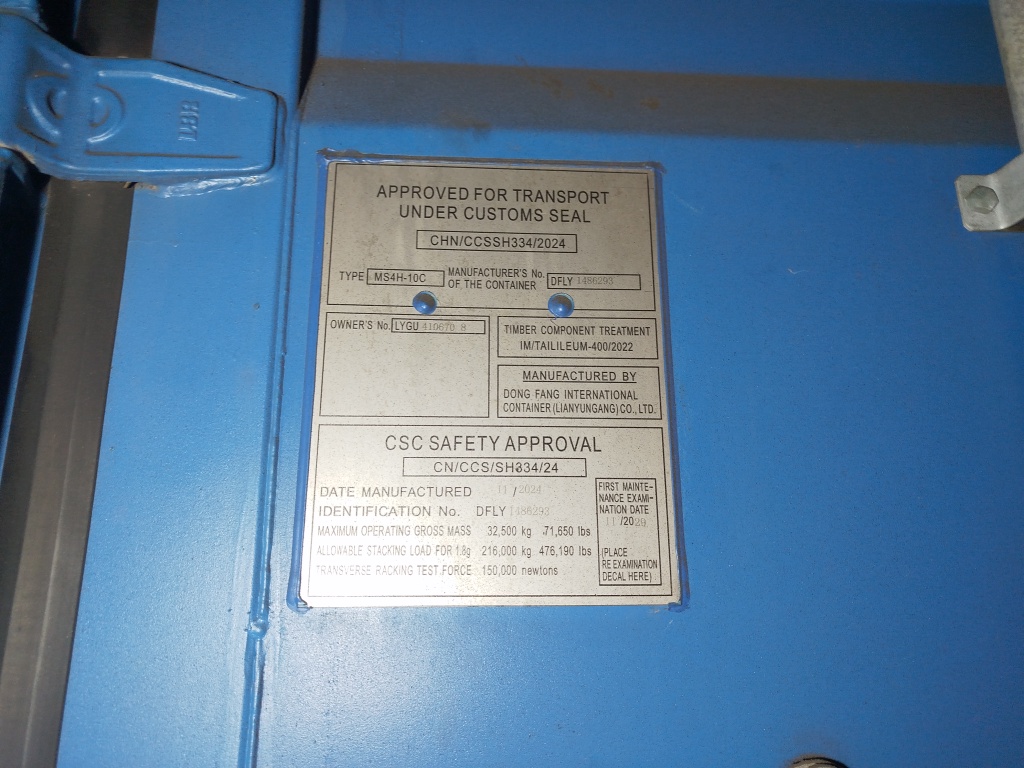 L8R
APPROVED FOR TRANSPORT
UNDER CUSTOMS SEAL
CHN/CCSSH334/2024
TYPE MS4H-10C MANUFACTURER'S No.
OF THE CONTAINER DFLY 1486293
OWNER'S No. LYGU 410670 8
TIMBER COMPONENT TREATMENT
IM/TAILILEUM-400/2022
MANUFACTURED BY
DONG FANG INTERNATIONAL
CONTAINER (LIANYUNGANG) CO., LTD.
CSC SAFETY APPROVAL
CN/CCS/SH334/24
DATE MANUFACTURED 11 / 2024
IDENTIFICATION No. DFLY 1486293
MAXIMUM OPERATING GROSS MASS 32,500 kg 71,650 lbs
ALLOWABLE STACKING LOAD FOR 1.8g 216,000 kg 476,190 lbs
TRANSVERSE RACKING TEST FORCE 150,000 newtons
FIRST MAINTE-
NANCE EXAMI-
NATION DATE
11 /2029
(PLACE
RE EXAMINATION
DECAL HERE)